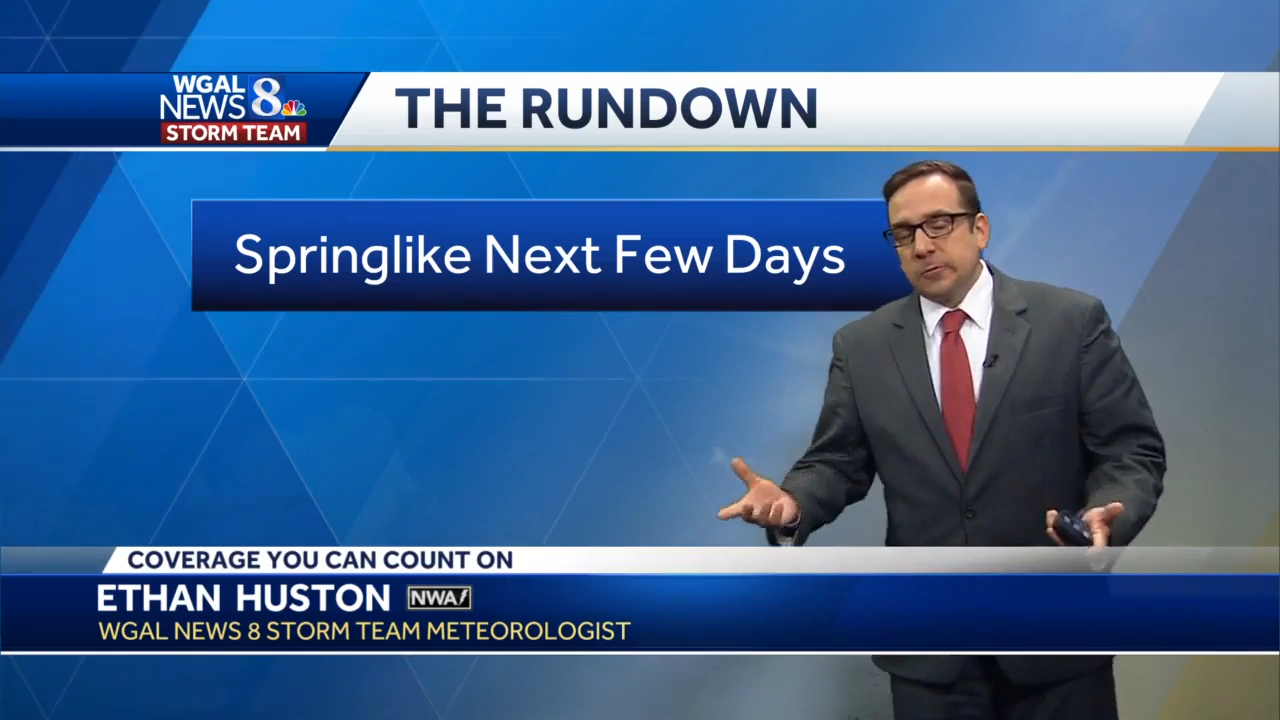 WGAL
NEWS 8
STORM TEAM
THE RUNDOWN
Springlike Next Few Days
COVERAGE YOU CAN COUNT ON
ETHAN HUSTON NWA
WGAL NEWS 8 STORM TEAM METEOROLOGIST